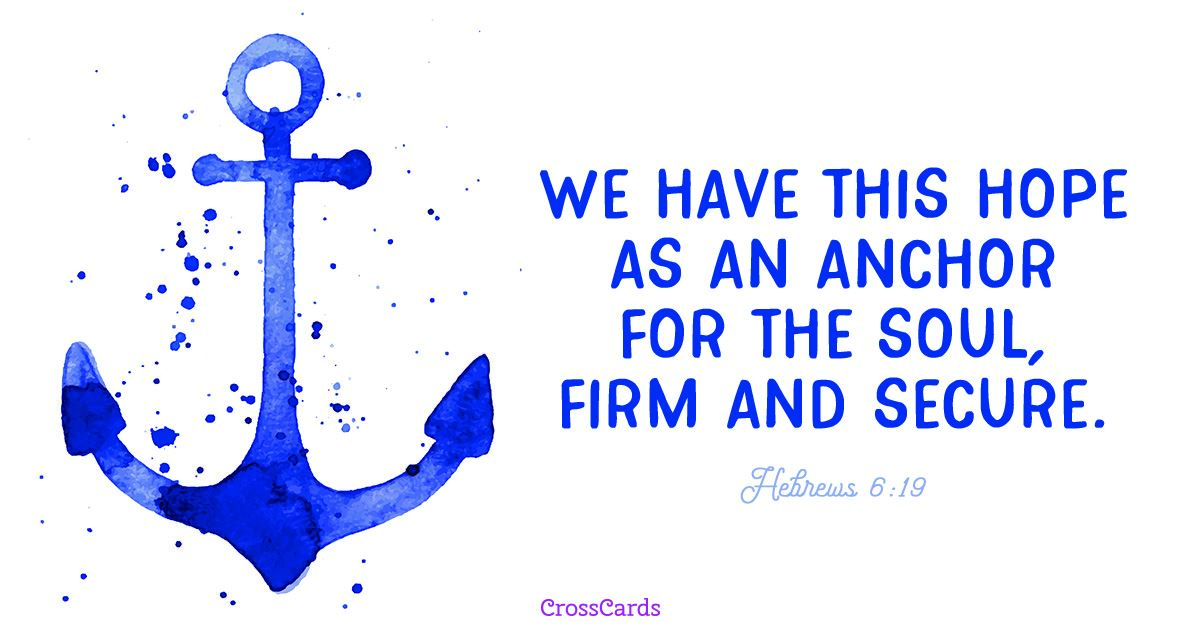 WE HAVE THIS HOPE
AS AN ANCHOR
FOR THE SOUL,
FIRM AND SECURE.
Hebrews 6:19
CrossCards